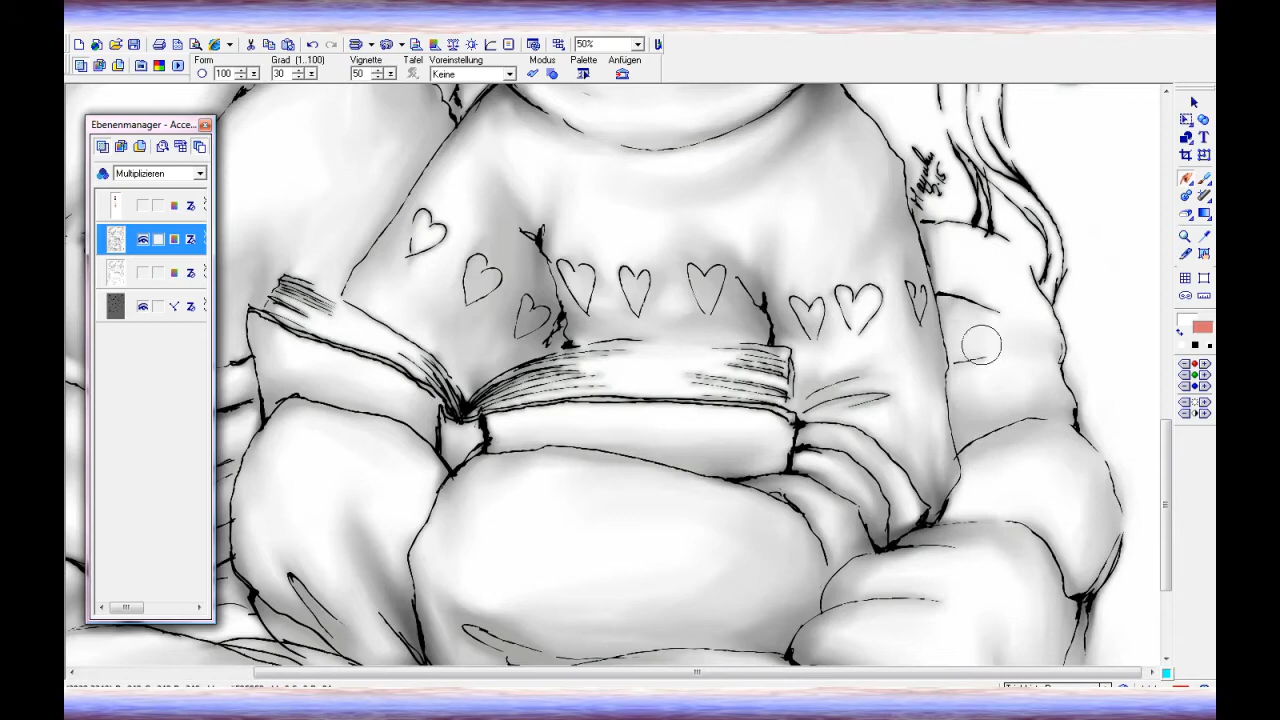 50%
Form
Grad (1..100)
Vignette
Tafel
Voreinstellung
Modus
Palette
Anfügen
100
30
50
Keine
Ebenenmanager - Acce...
Multiplizieren